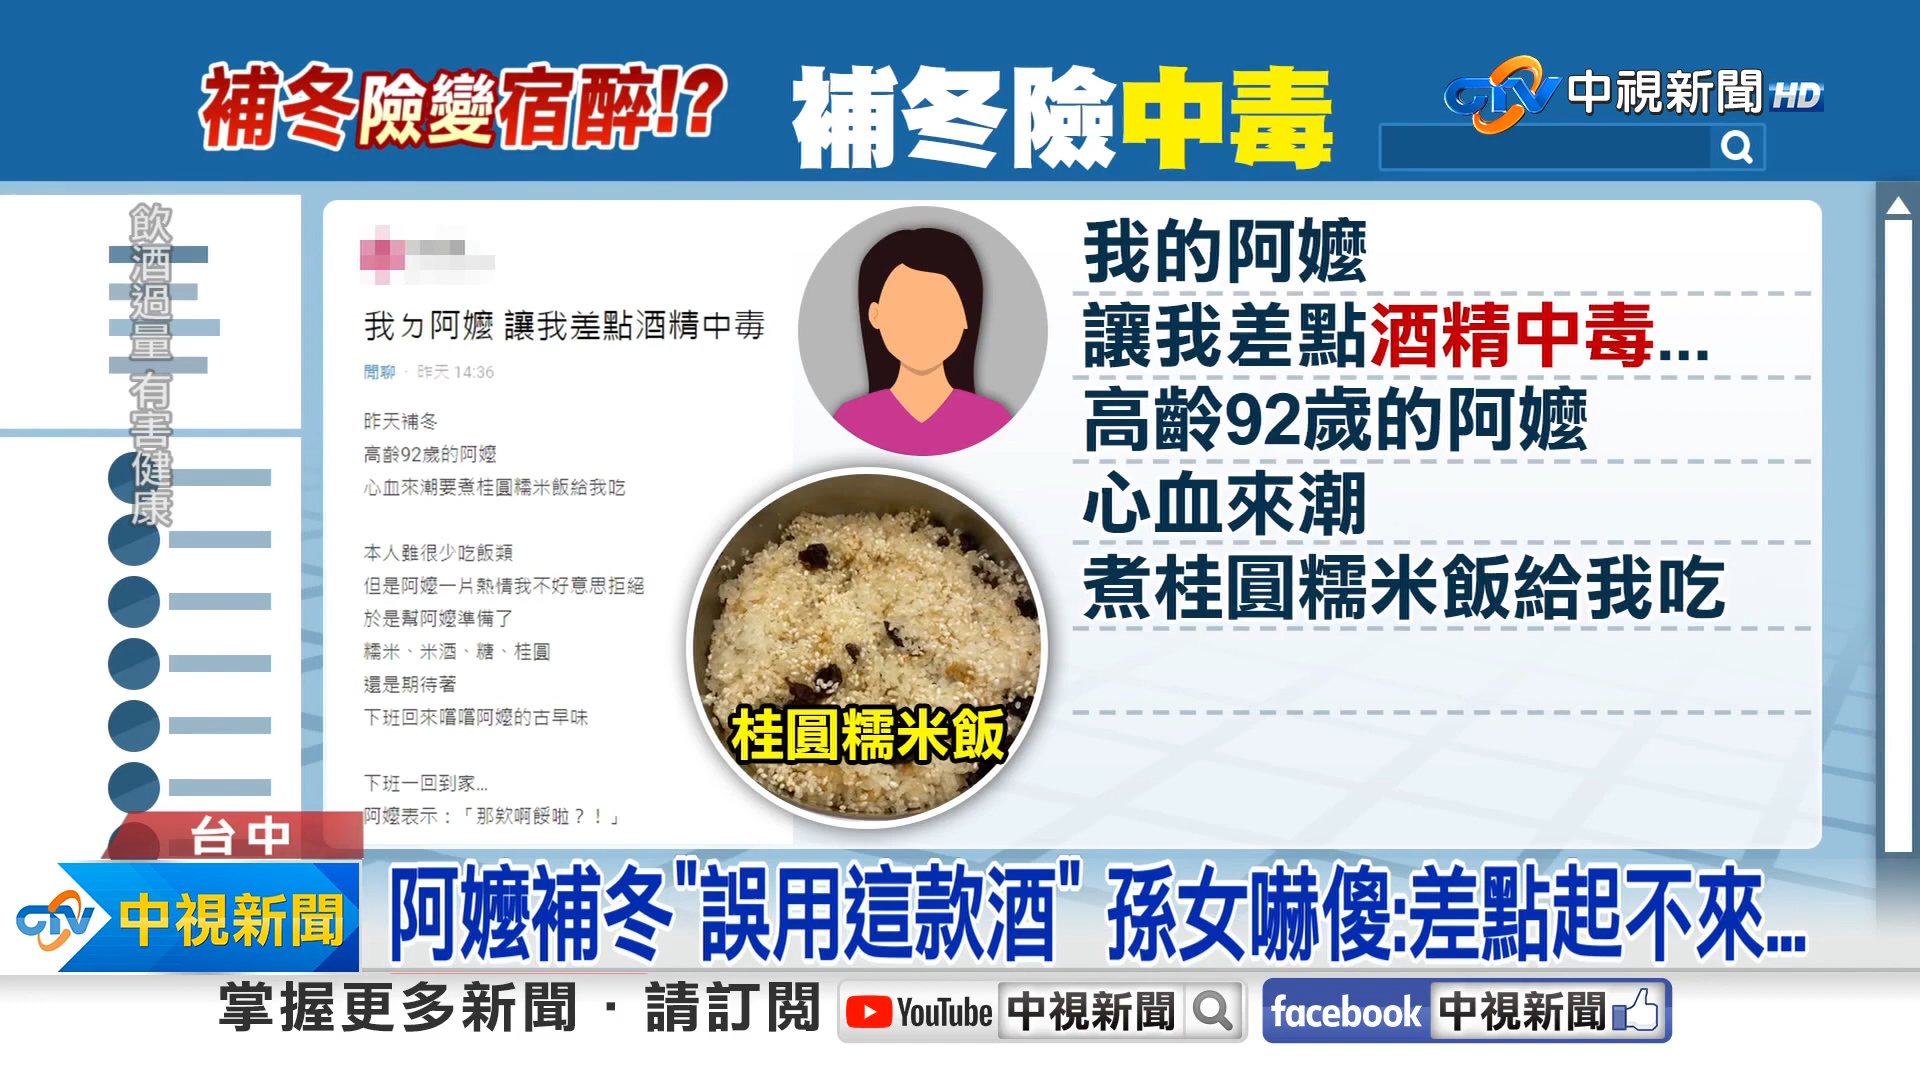 補冬險變宿醉!?
補冬險中毒
CTV 中視新聞 HD
飲酒過量 有害健康
我ㄉ阿嬤 讓我差點酒精中毒
閒聊 · 昨天 14:36
昨天補冬
高齡92歲的阿嬤
心血來潮要煮桂圓糯米飯給我吃
本人雖很少吃飯類
但是阿嬤一片熱情我不好意思拒絕
於是幫阿嬤準備了
糯米、米酒、糖、桂圓
還是期待著
下班回來嚐嚐阿嬤的古早味
下班一回到家...
阿嬤表示：「那欸啊餒啦？！」
桂圓糯米飯
我的阿嬤
讓我差點酒精中毒...
高齡92歲的阿嬤
心血來潮
煮桂圓糯米飯給我吃
台中
CTV 中視新聞
阿嬤補冬"誤用這款酒" 孫女嚇傻:差點起不來...
掌握更多新聞・請訂閱 YouTube 中視新聞 facebook 中視新聞